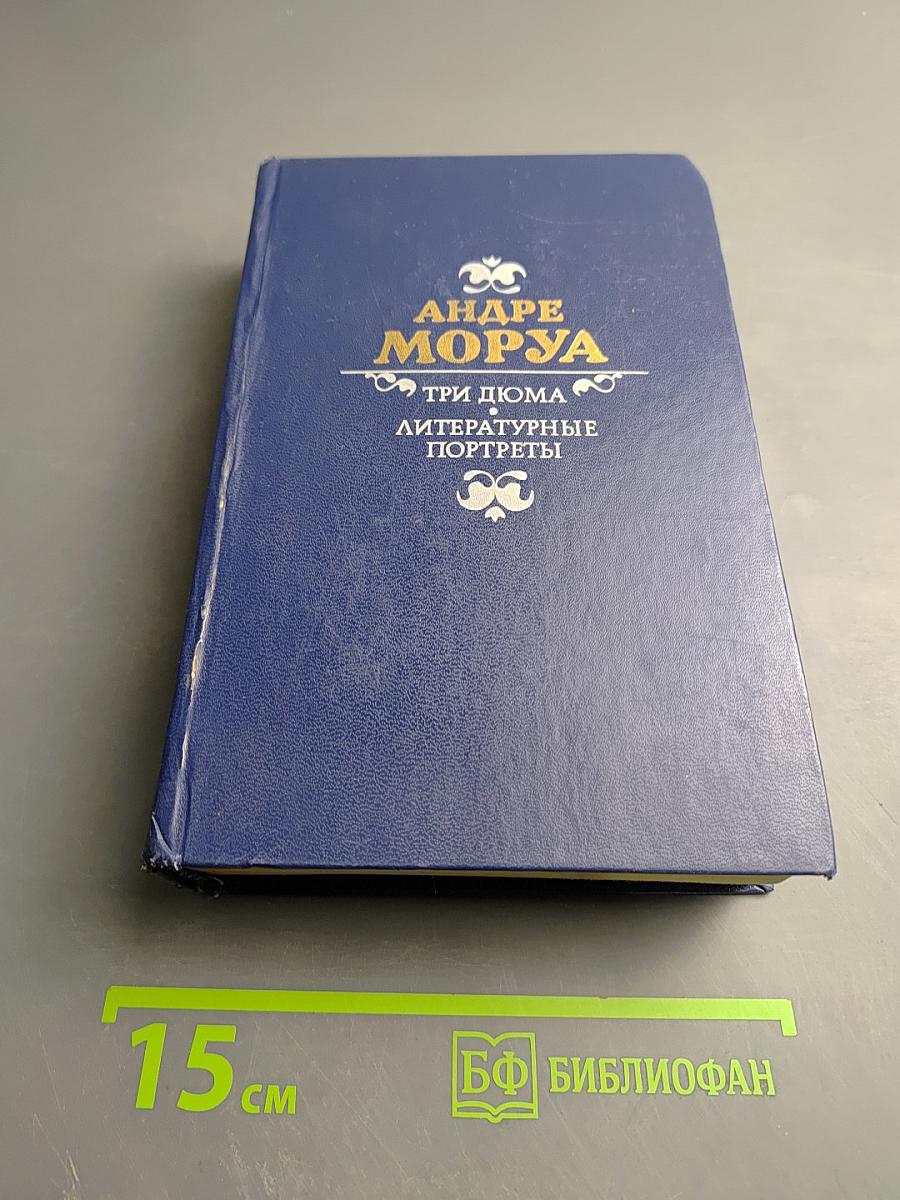 АНДРЕ
МОРУА
ТРИ ДЮМА
•
ЛИТЕРАТУРНЫЕ
ПОРТРЕТЫ
15 см
БФ БИБЛИОФАН